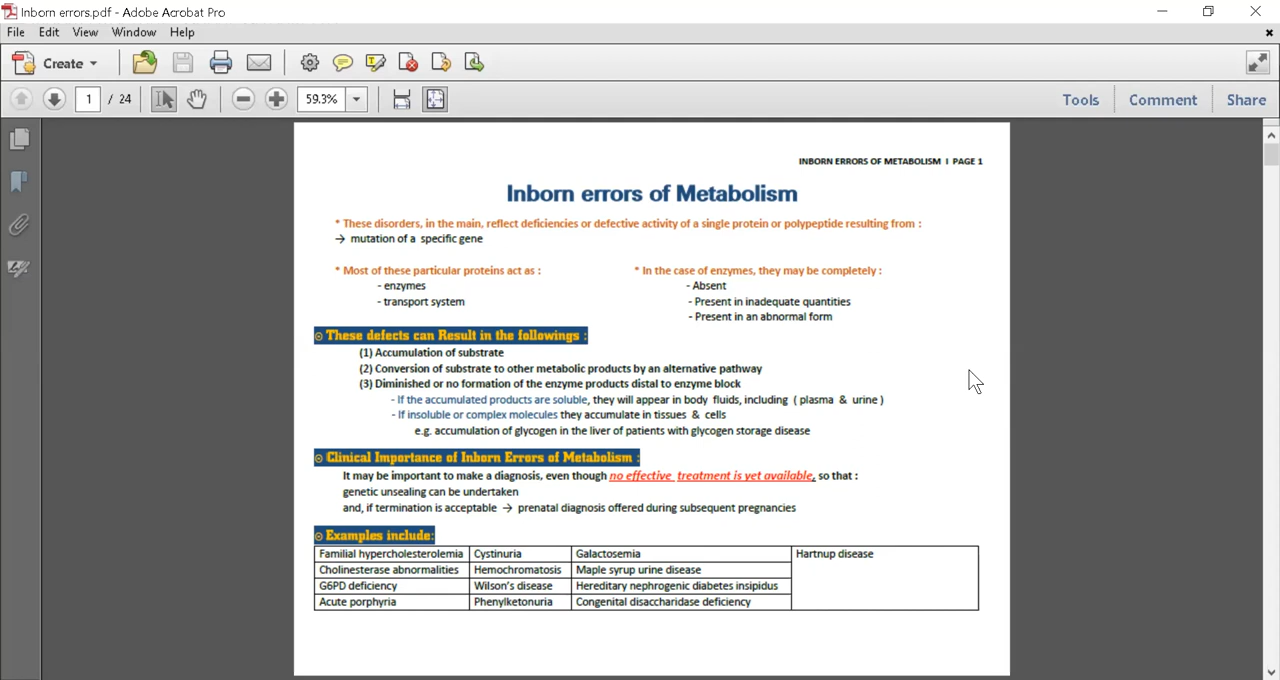 Inborn errors.pdf - Adobe Acrobat Pro
File Edit View Window Help
Create
1 / 24 59.3% Tools Comment Share
INBORN ERRORS OF METABOLISM I PAGE 1
Inborn errors of Metabolism
* These disorders, in the main, reflect deficiencies or defective activity of a single protein or polypeptide resulting from :
→ mutation of a specific gene
* Most of these particular proteins act as :
- enzymes
- transport system
* In the case of enzymes, they may be completely :
- Absent
- Present in inadequate quantities
- Present in an abnormal form
⊙ These defects can Result in the followings :
(1) Accumulation of substrate
(2) Conversion of substrate to other metabolic products by an alternative pathway
(3) Diminished or no formation of the enzyme products distal to enzyme block
- If the accumulated products are soluble, they will appear in body fluids, including ( plasma & urine )
- If insoluble or complex molecules they accumulate in tissues & cells
e.g. accumulation of glycogen in the liver of patients with glycogen storage disease
⊙ Clinical Importance of Inborn Errors of Metabolism :
It may be important to make a diagnosis, even though no effective treatment is yet available, so that :
genetic unsealing can be undertaken
and, if termination is acceptable → prenatal diagnosis offered during subsequent pregnancies
⊙ Examples include:
Familial hypercholesterolemia Cystinuria Galactosemia Hartnup disease
Cholinesterase abnormalities Hemochromatosis Maple syrup urine disease
G6PD deficiency Wilson's disease Hereditary nephrogenic diabetes insipidus
Acute porphyria Phenylketonuria Congenital disaccharidase deficiency